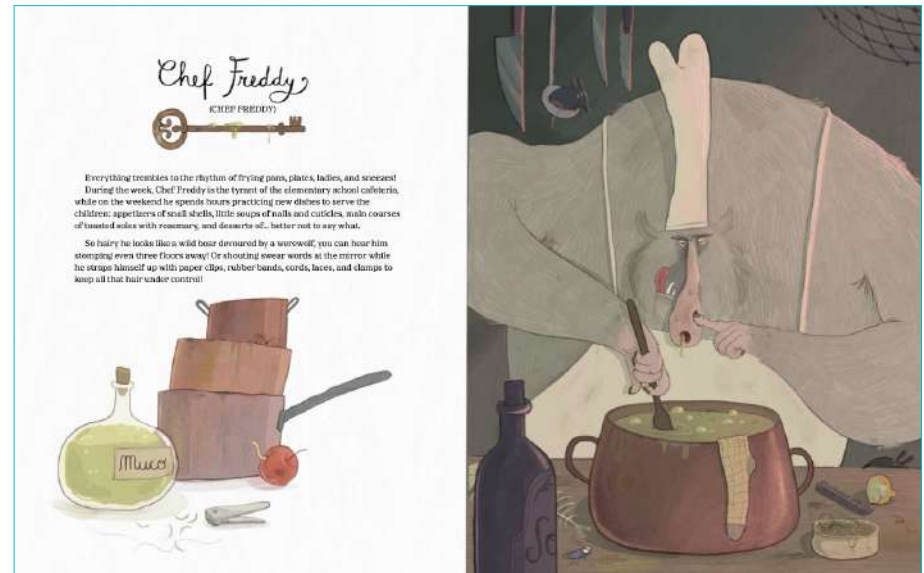 Chef Freddy
(CHEF FREDDY)
Everything trembles to the rhythm of frying pans, plates, ladles, and sneezes!
During the week, Chef Freddy is the tyrant of the elementary school cafeteria,
while on the weekend he spends hours practicing new dishes to serve the
children: appetizers of snail shells, little soups of nails and cuticles, main courses
of toasted soles with rosemary, and desserts of... better not to say what.
So hairy he looks like a wild boar devoured by a werewolf, you can hear him
stomping even three floors away! Or shouting swear words at the mirror while
he straps himself up with paper clips, rubber bands, cords, laces, and clamps to
keep all that hair under control!
Muco